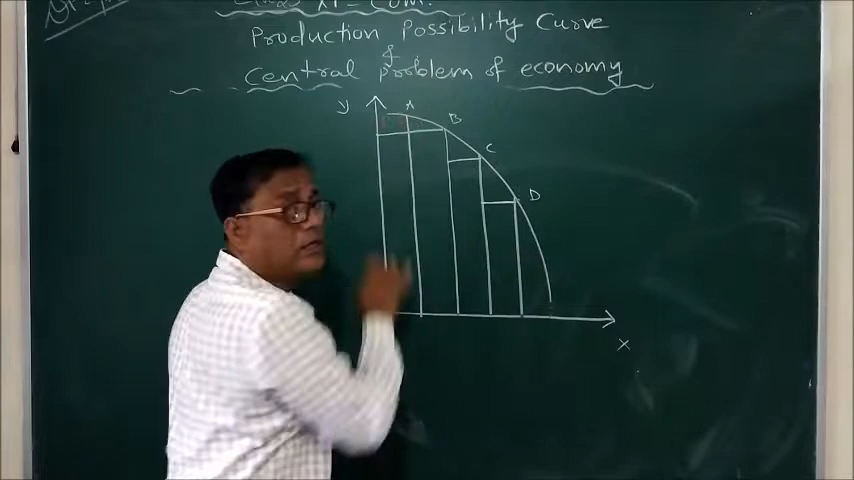 Class XI - Com.
Production Possibility Curve
&
Central problem of economy
y
A
B
C
D
x